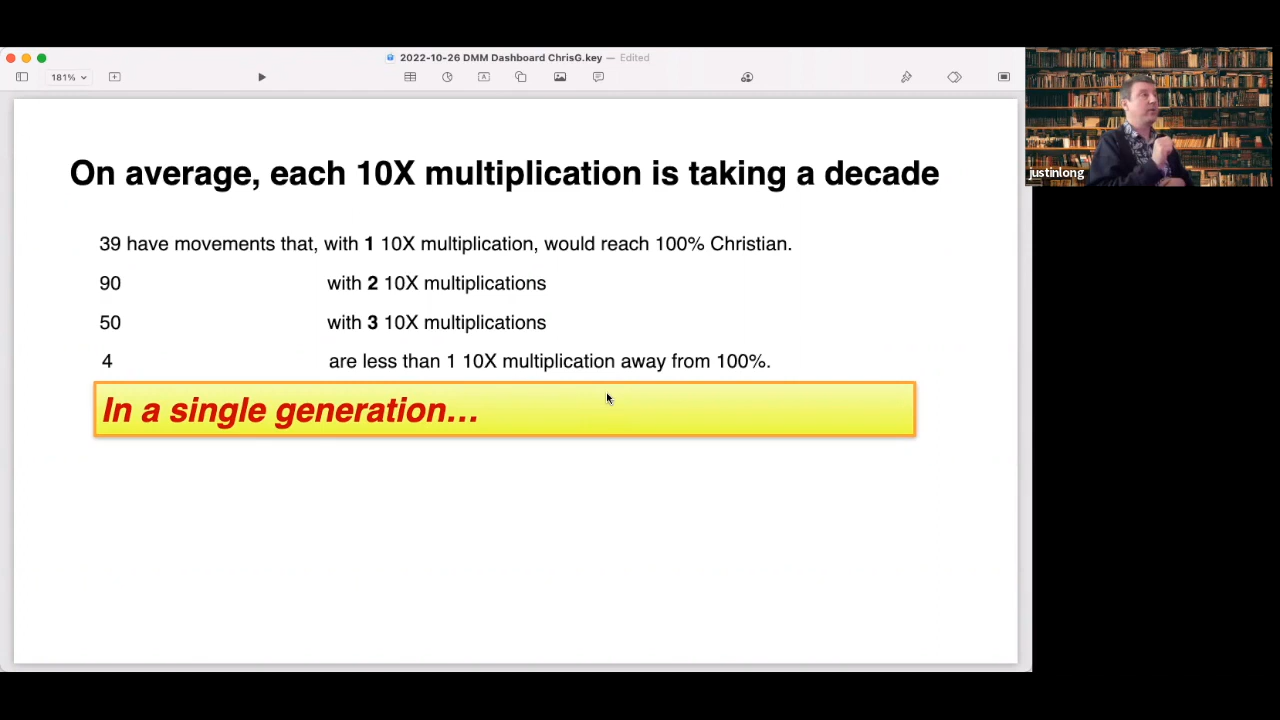 2022-10-26 DMM Dashboard ChrisG.key — Edited
181%
justinlong
On average, each 10X multiplication is taking a decade
39 have movements that, with 1 10X multiplication, would reach 100% Christian.
90 with 2 10X multiplications
50 with 3 10X multiplications
4 are less than 1 10X multiplication away from 100%.
In a single generation…